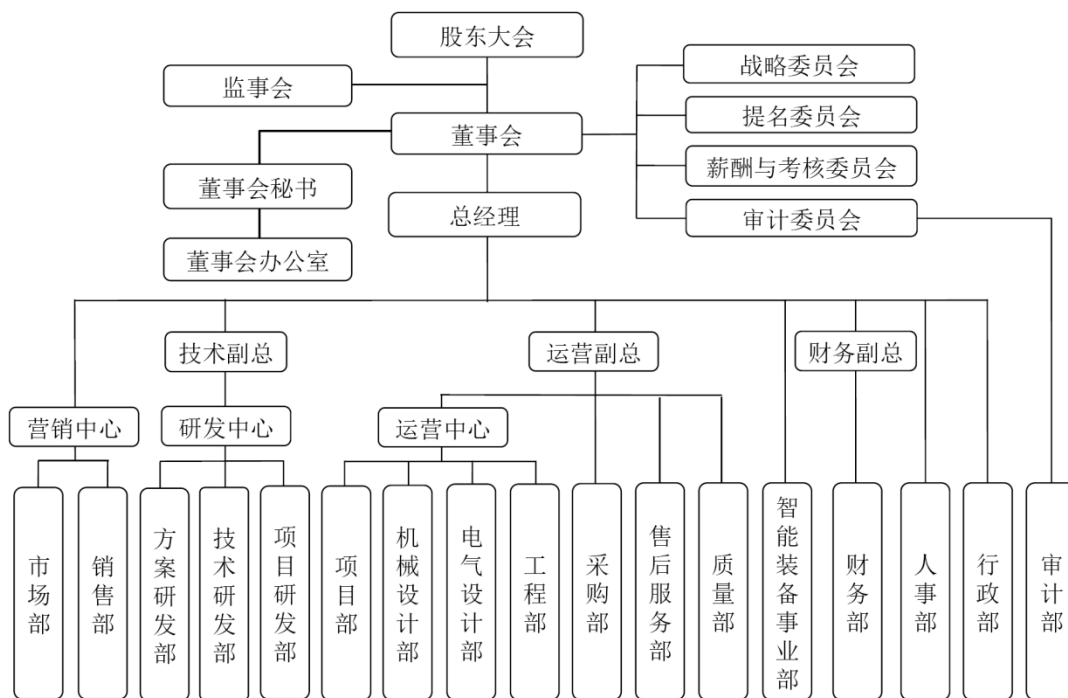 股东大会
战略委员会
监事会
提名委员会
董事会
薪酬与考核委员会
董事会秘书
总经理
审计委员会
董事会办公室
技术副总
运营副总
财务副总
营销中心
研发中心
运营中心
市场部
销售部
方案研发部
技术研发部
项目研发部
项目部
机械设计部
电气设计部
工程部
采购部
售后服务部
质量部
智能装备事业部
财务部
人事部
行政部
审计部